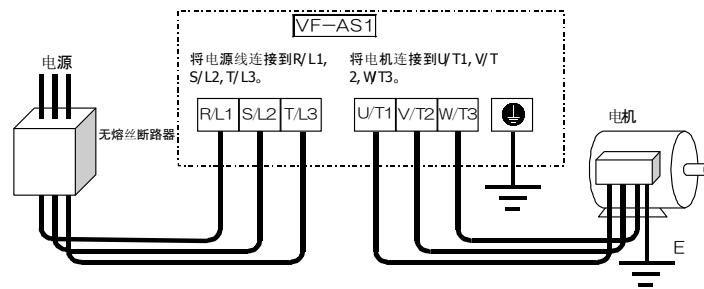 VF-AS1
电源
将电源线连接到R/L1,
S/L2, T/L3。
将电机连接到U/T1, V/T
2, W/T3。
R/L1 S/L2 T/L3
U/T1 V/T2 W/T3
无熔丝断路器
电机
E